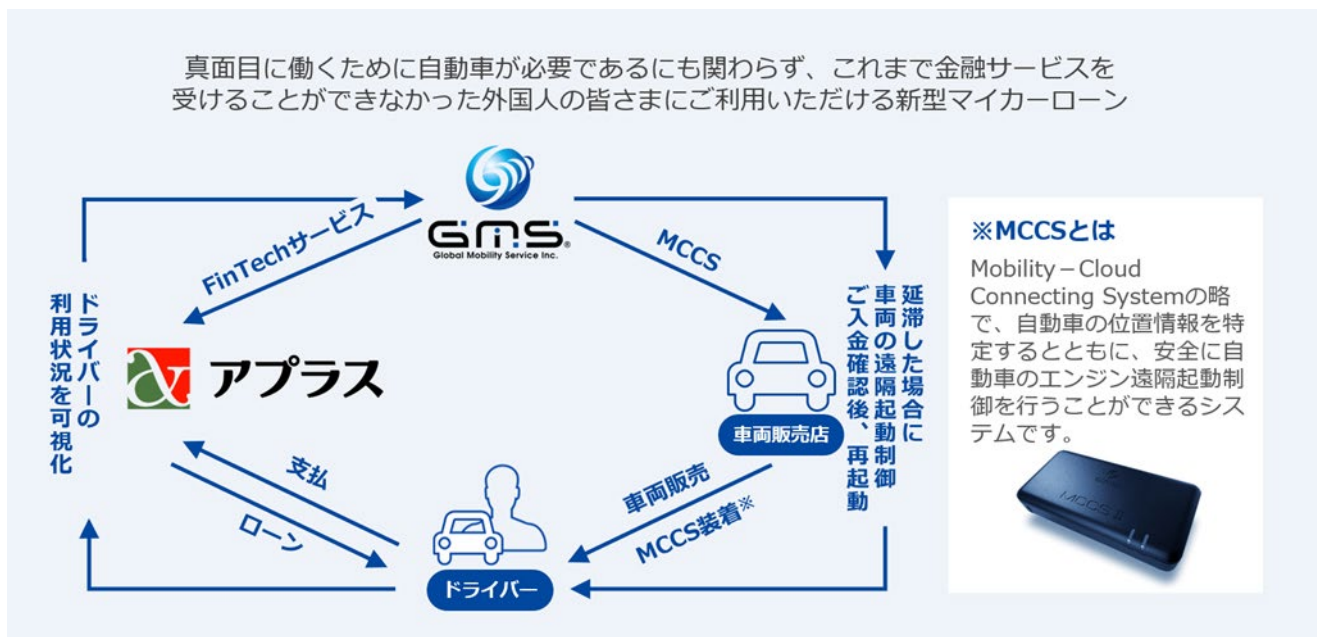 真面目に働くために自動車が必要であるにも関わらず、これまで金融サービスを
受けることができなかった外国人の皆さまにご利用いただける新型マイカーローン
GMS®
Global Mobility Service Inc.
FinTechサービス
MCCS
ドライバーの
利用状況を可視化
アプラス
車両販売店
延滞した場合に
車両の遠隔起動制御
ご入金確認後、再起動
支払
ローン
車両販売
MCCS装着※
ドライバー
※MCCSとは
Mobility－Cloud
Connecting Systemの略
で、自動車の位置情報を特
定するとともに、安全に自
動車のエンジン遠隔起動制
御を行うことができるシス
テムです。
MCCS II